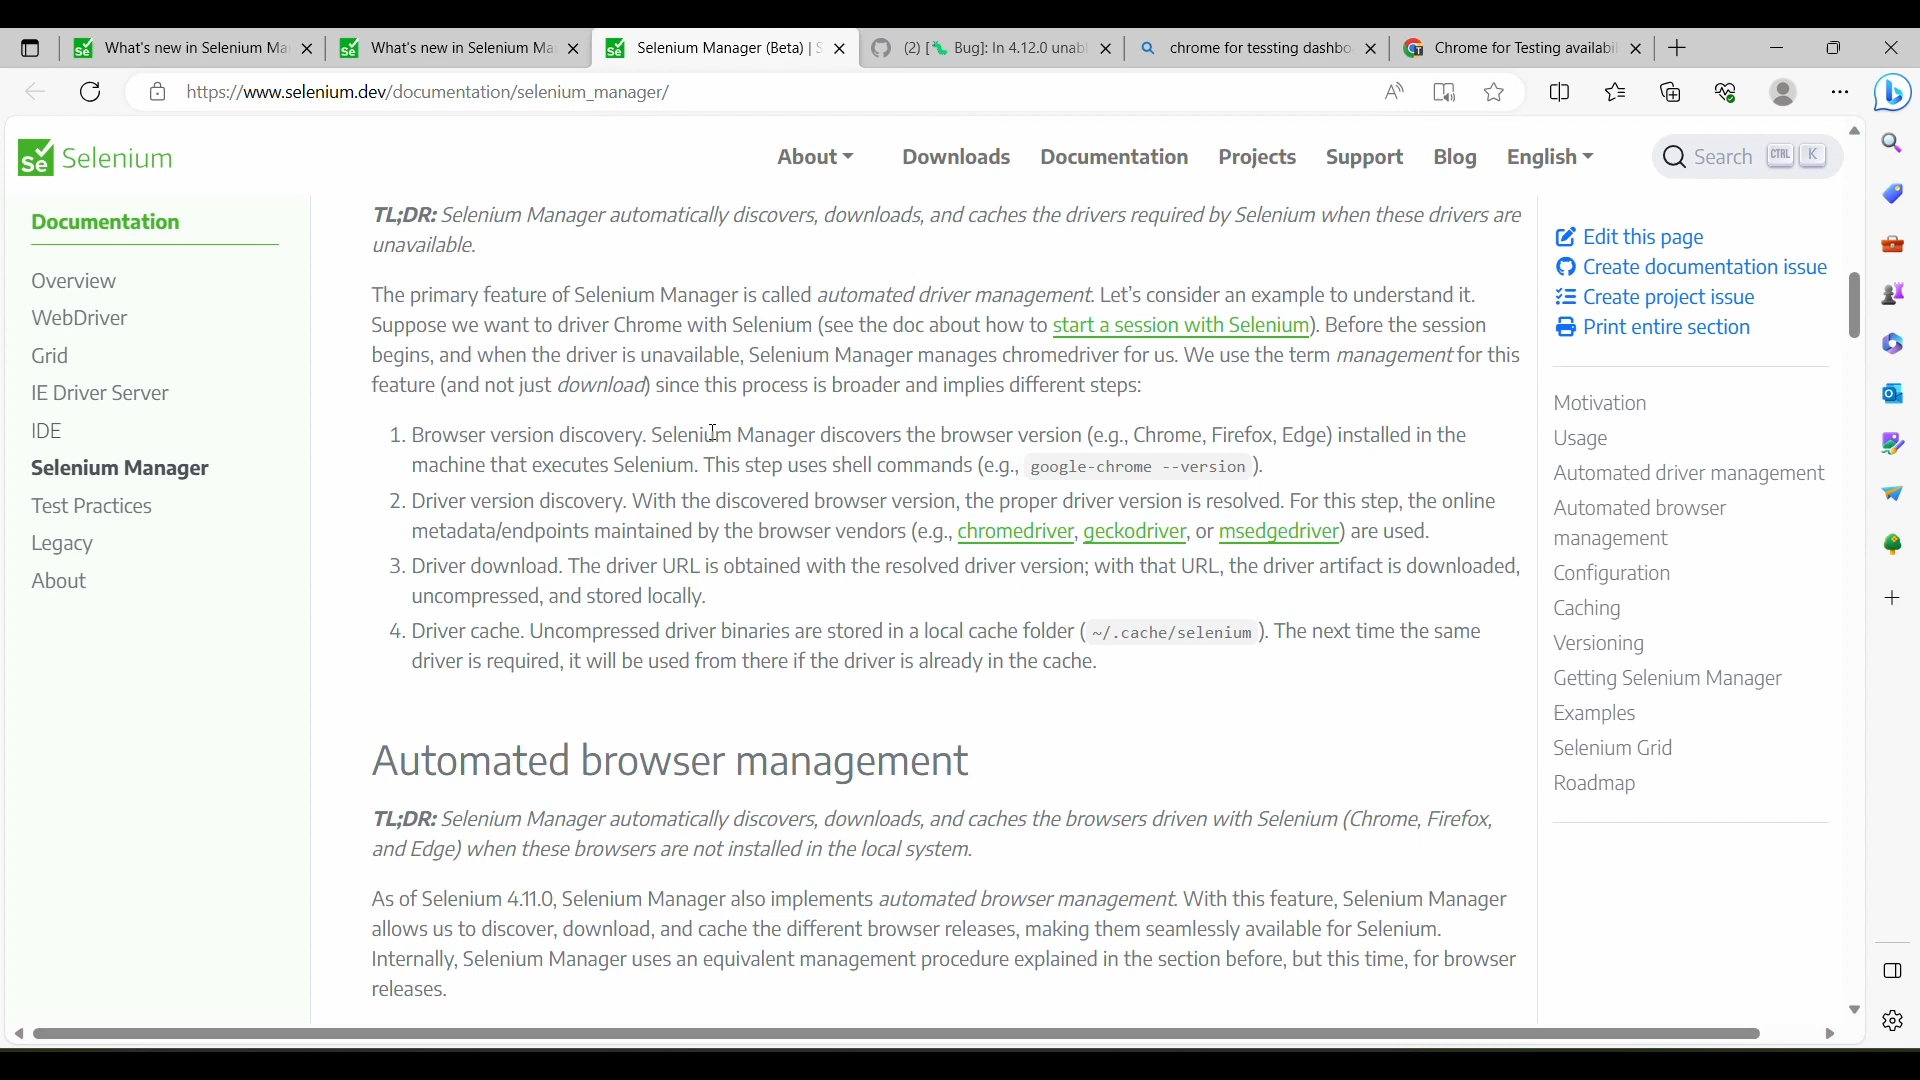 What's new in Selenium Ma
What's new in Selenium Ma
Selenium Manager (Beta) | S
(2) [🐛 Bug]: In 4.12.0 unab
chrome for tessting dashbo
Chrome for Testing availabil
https://www.selenium.dev/documentation/selenium_manager/
Se Selenium
About
Downloads
Documentation
Projects
Support
Blog
English
Search CTRL K
Documentation
Overview
WebDriver
Grid
IE Driver Server
IDE
Selenium Manager
Test Practices
Legacy
About
TL;DR: Selenium Manager automatically discovers, downloads, and caches the drivers required by Selenium when these drivers are
unavailable.
The primary feature of Selenium Manager is called automated driver management. Let's consider an example to understand it.
Suppose we want to driver Chrome with Selenium (see the doc about how to start a session with Selenium). Before the session
begins, and when the driver is unavailable, Selenium Manager manages chromedriver for us. We use the term management for this
feature (and not just download) since this process is broader and implies different steps:
1. Browser version discovery. Selenium Manager discovers the browser version (e.g., Chrome, Firefox, Edge) installed in the
machine that executes Selenium. This step uses shell commands (e.g., google-chrome --version ).
2. Driver version discovery. With the discovered browser version, the proper driver version is resolved. For this step, the online
metadata/endpoints maintained by the browser vendors (e.g., chromedriver, geckodriver, or msedgedriver) are used.
3. Driver download. The driver URL is obtained with the resolved driver version; with that URL, the driver artifact is downloaded,
uncompressed, and stored locally.
4. Driver cache. Uncompressed driver binaries are stored in a local cache folder ( ~/.cache/selenium ). The next time the same
driver is required, it will be used from there if the driver is already in the cache.
Automated browser management
TL;DR: Selenium Manager automatically discovers, downloads, and caches the browsers driven with Selenium (Chrome, Firefox,
and Edge) when these browsers are not installed in the local system.
As of Selenium 4.11.0, Selenium Manager also implements automated browser management. With this feature, Selenium Manager
allows us to discover, download, and cache the different browser releases, making them seamlessly available for Selenium.
Internally, Selenium Manager uses an equivalent management procedure explained in the section before, but this time, for browser
releases.
Edit this page
Create documentation issue
Create project issue
Print entire section
Motivation
Usage
Automated driver management
Automated browser
management
Configuration
Caching
Versioning
Getting Selenium Manager
Examples
Selenium Grid
Roadmap